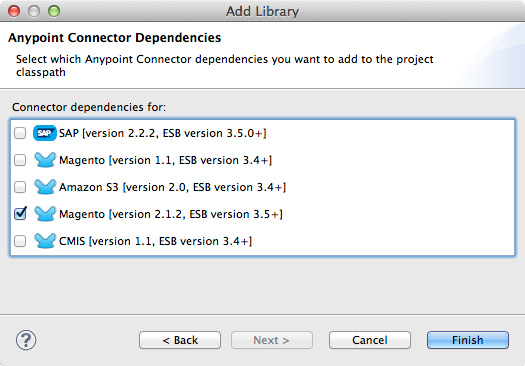 Add Library
Anypoint Connector Dependencies
Select which Anypoint Connector dependencies you want to add to the project
classpath
Connector dependencies for:
SAP SAP [version 2.2.2, ESB version 3.5.0+]
Magento [version 1.1, ESB version 3.4+]
Amazon S3 [version 2.0, ESB version 3.4+]
Magento [version 2.1.2, ESB version 3.5+]
CMIS [version 1.1, ESB version 3.4+]
? < Back Next > Cancel Finish